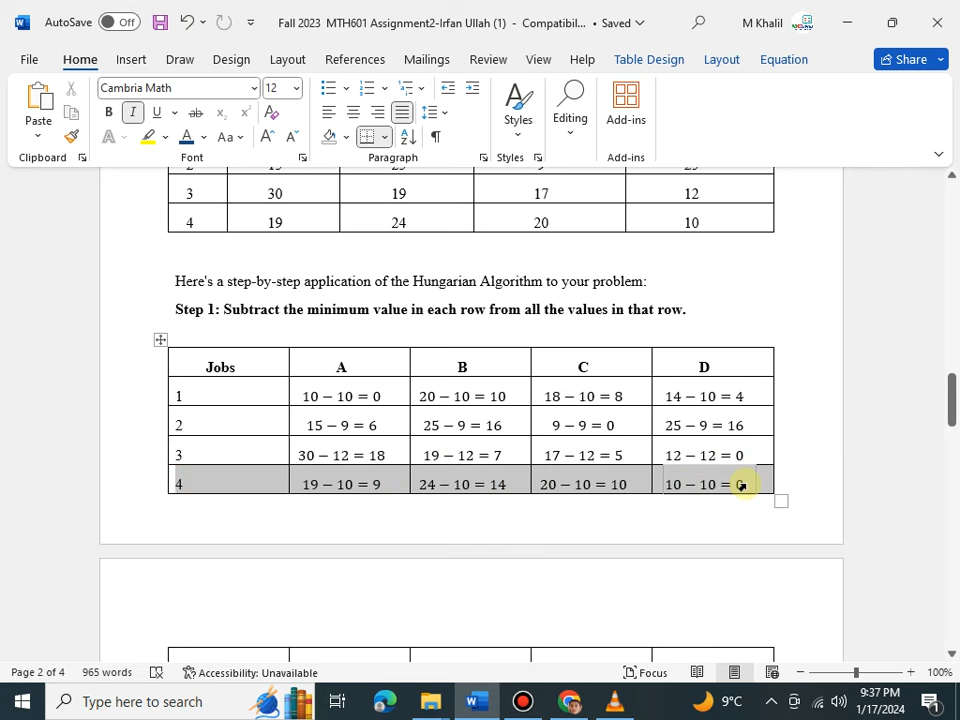 AutoSave Off Fall 2023 MTH601 Assignment2-Irfan Ullah (1) - Compatibil... • Saved M Khalil
File Home Insert Draw Design Layout References Mailings Review View Help Table Design Layout Equation Share
Paste Cambria Math 12 Styles Editing Add-ins
B I U ab x₂ x² A Aa A A
Clipboard Font Paragraph Styles Add-ins
3 30 19 17 12
4 19 24 20 10
Here's a step-by-step application of the Hungarian Algorithm to your problem:
Step 1: Subtract the minimum value in each row from all the values in that row.
Jobs A B C D
1 10 − 10 = 0 20 − 10 = 10 18 − 10 = 8 14 − 10 = 4
2 15 − 9 = 6 25 − 9 = 16 9 − 9 = 0 25 − 9 = 16
3 30 − 12 = 18 19 − 12 = 7 17 − 12 = 5 12 − 12 = 0
4 19 − 10 = 9 24 − 10 = 14 20 − 10 = 10 10 − 10 = 0
Page 2 of 4 965 words Accessibility: Unavailable Focus 100%
Type here to search 9°C 9:37 PM
1/17/2024 1